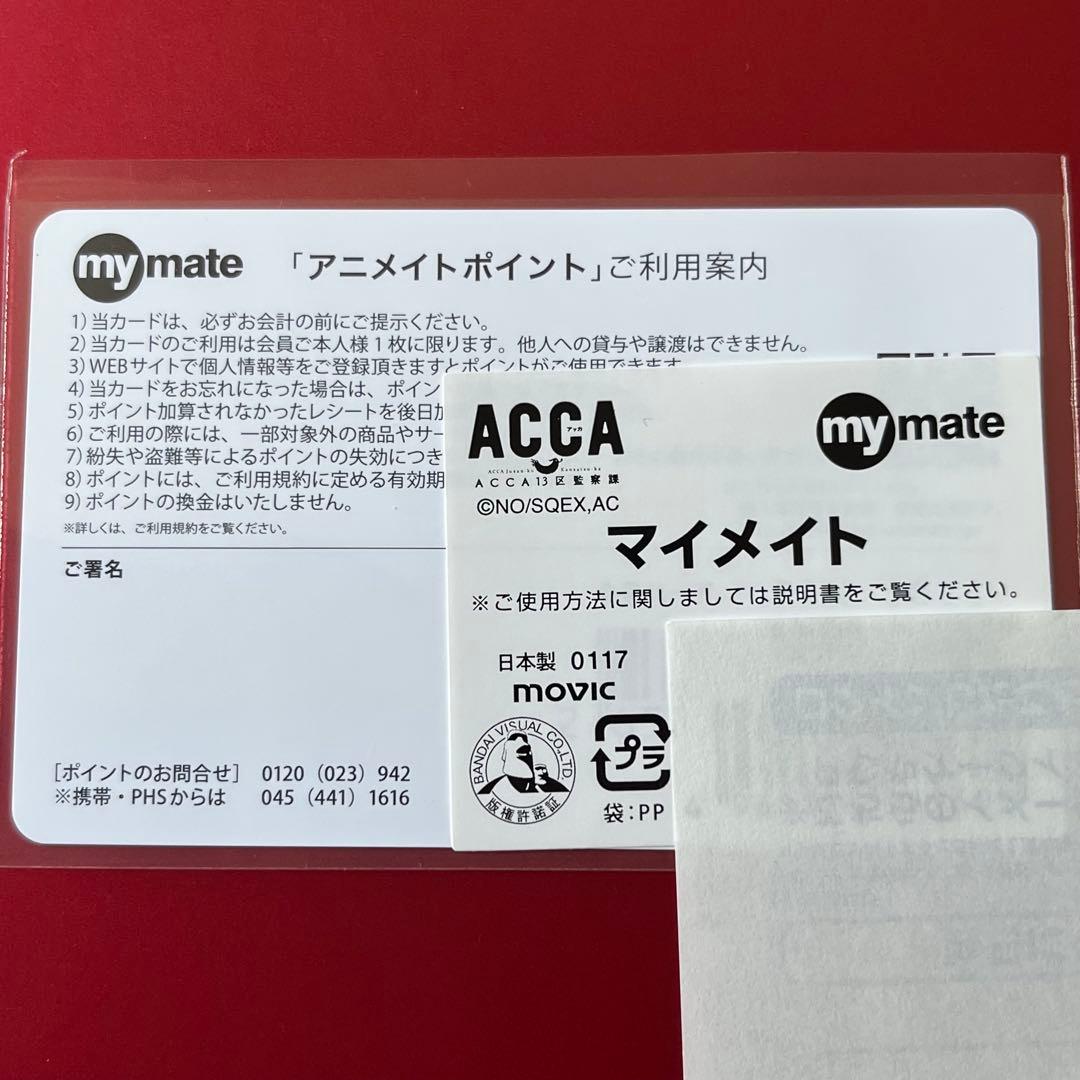 mymate 「アニメイトポイント」ご利用案内
1)当カードは、必ずお会計の前にご提示ください。
2)当カードのご利用は会員ご本人様1枚に限ります。他人への貸与や譲渡はできません。
3)WEBサイトで個人情報等をご登録頂きますとポイントがご使用できます
4)当カードをお忘れになった場合は、ポイン
5)ポイント加算されなかったレシートを後日加
6)ご利用の際には、一部対象外の商品やサー
7)紛失や盗難等によるポイントの失効につき
8)ポイントには、ご利用規約に定める有効期
9)ポイントの換金はいたしません。
※詳しくは、ご利用規約をご覧ください。
ご署名
[ポイントのお問合せ] 0120（023）942
※携帯・PHSからは 045（441）1616
ACCA
アッカ
ACCA Jusan-ku Kansatsu-ka
ACCA13区監察課
©NO/SQEX,AC
mymate
マイメイト
※ご使用方法に関しましては説明書をご覧ください。
日本製 0117
movic
BANDAI VISUAL CO.,LTD.
版権許諾証
プラ
袋:PP